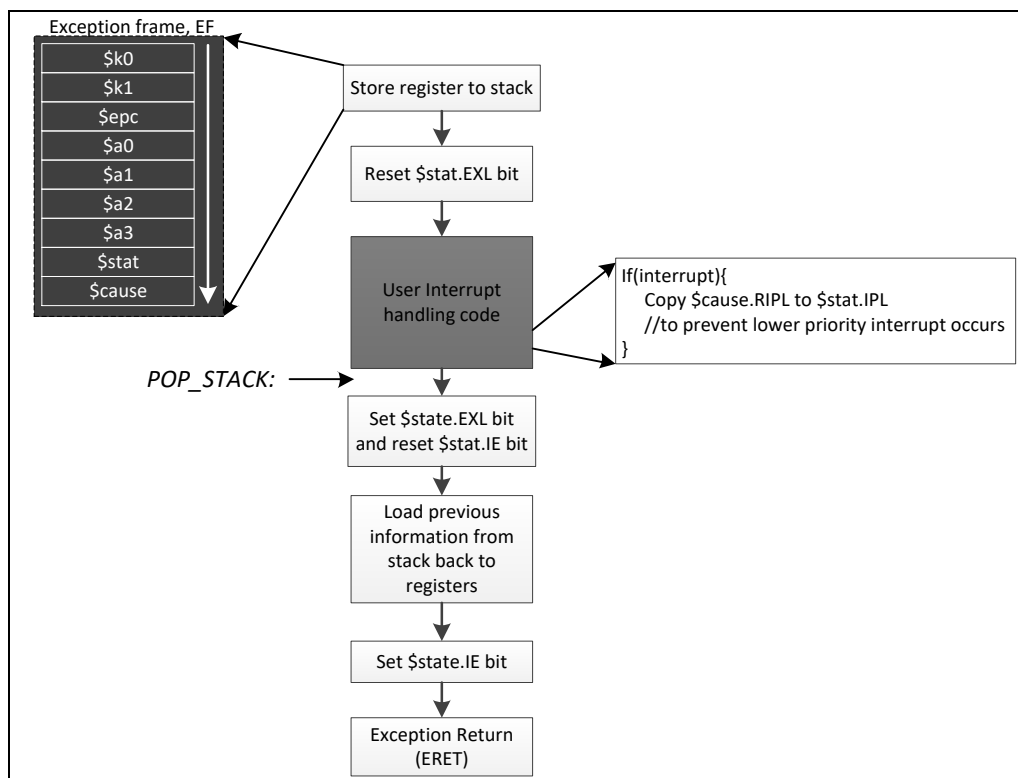 Exception frame, EF
$k0
$k1
$epc
$a0
$a1
$a2
$a3
$stat
$cause
Store register to stack
Reset $stat.EXL bit
User Interrupt
handling code
If(interrupt){
Copy $cause.RIPL to $stat.IPL
//to prevent lower priority interrupt occurs
}
POP_STACK:
Set $state.EXL bit
and reset $stat.IE bit
Load previous
information from
stack back to
registers
Set $state.IE bit
Exception Return
(ERET)